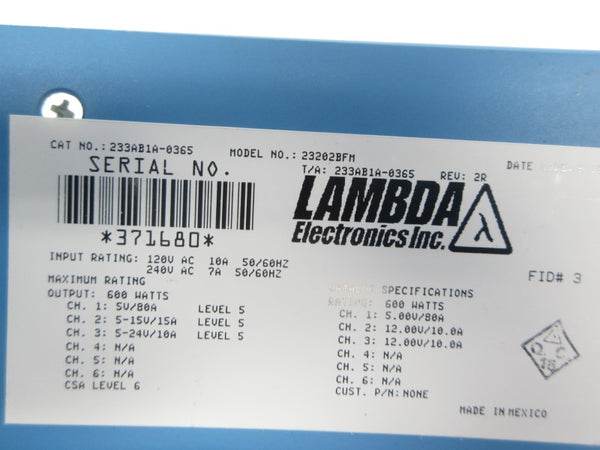 CAT NO.: 233AB1A-0365 MODEL NO.: 23202BFM DATE
SERIAL NO. T/A: 233AB1A-0365 REV: 2R
*371680*
LAMBDA
Electronics Inc.
λ
INPUT RATING: 120V AC 10A 50/60HZ
240V AC 7A 50/60HZ
FID# 3
MAXIMUM RATING
OUTPUT: 600 WATTS
CH. 1: 5V/80A LEVEL 5
CH. 2: 5-15V/15A LEVEL 5
CH. 3: 5-24V/10A LEVEL 5
CH. 4: N/A
CH. 5: N/A
CH. 6: N/A
CSA LEVEL 6
SPECIFICATIONS
RATING: 600 WATTS
CH. 1: 5.00V/80A
CH. 2: 12.00V/10.0A
CH. 3: 12.00V/10.0A
CH. 4: N/A
CH. 5: N/A
CH. 6: N/A
CUST. P/N: NONE
MADE IN MEXICO